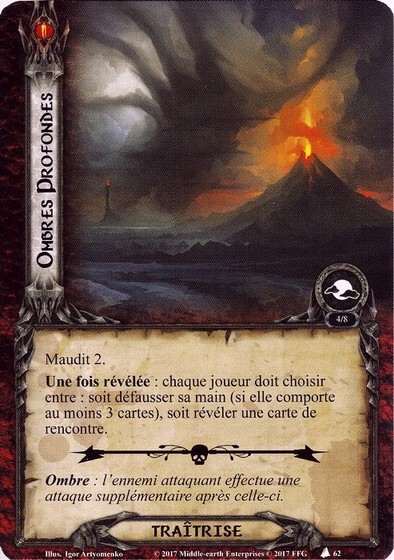 OMBRES PROFONDES
4/8
Maudit 2.
Une fois révélée : chaque joueur doit choisir
entre : soit défausser sa main (si elle comporte
au moins 3 cartes), soit révéler une carte de
rencontre.
Ombre : l'ennemi attaquant effectue une
attaque supplémentaire après celle-ci.
TRAÎTRISE
Illus. Igor Artyomenko © 2017 Middle-earth Enterprises © 2017 FFG 62